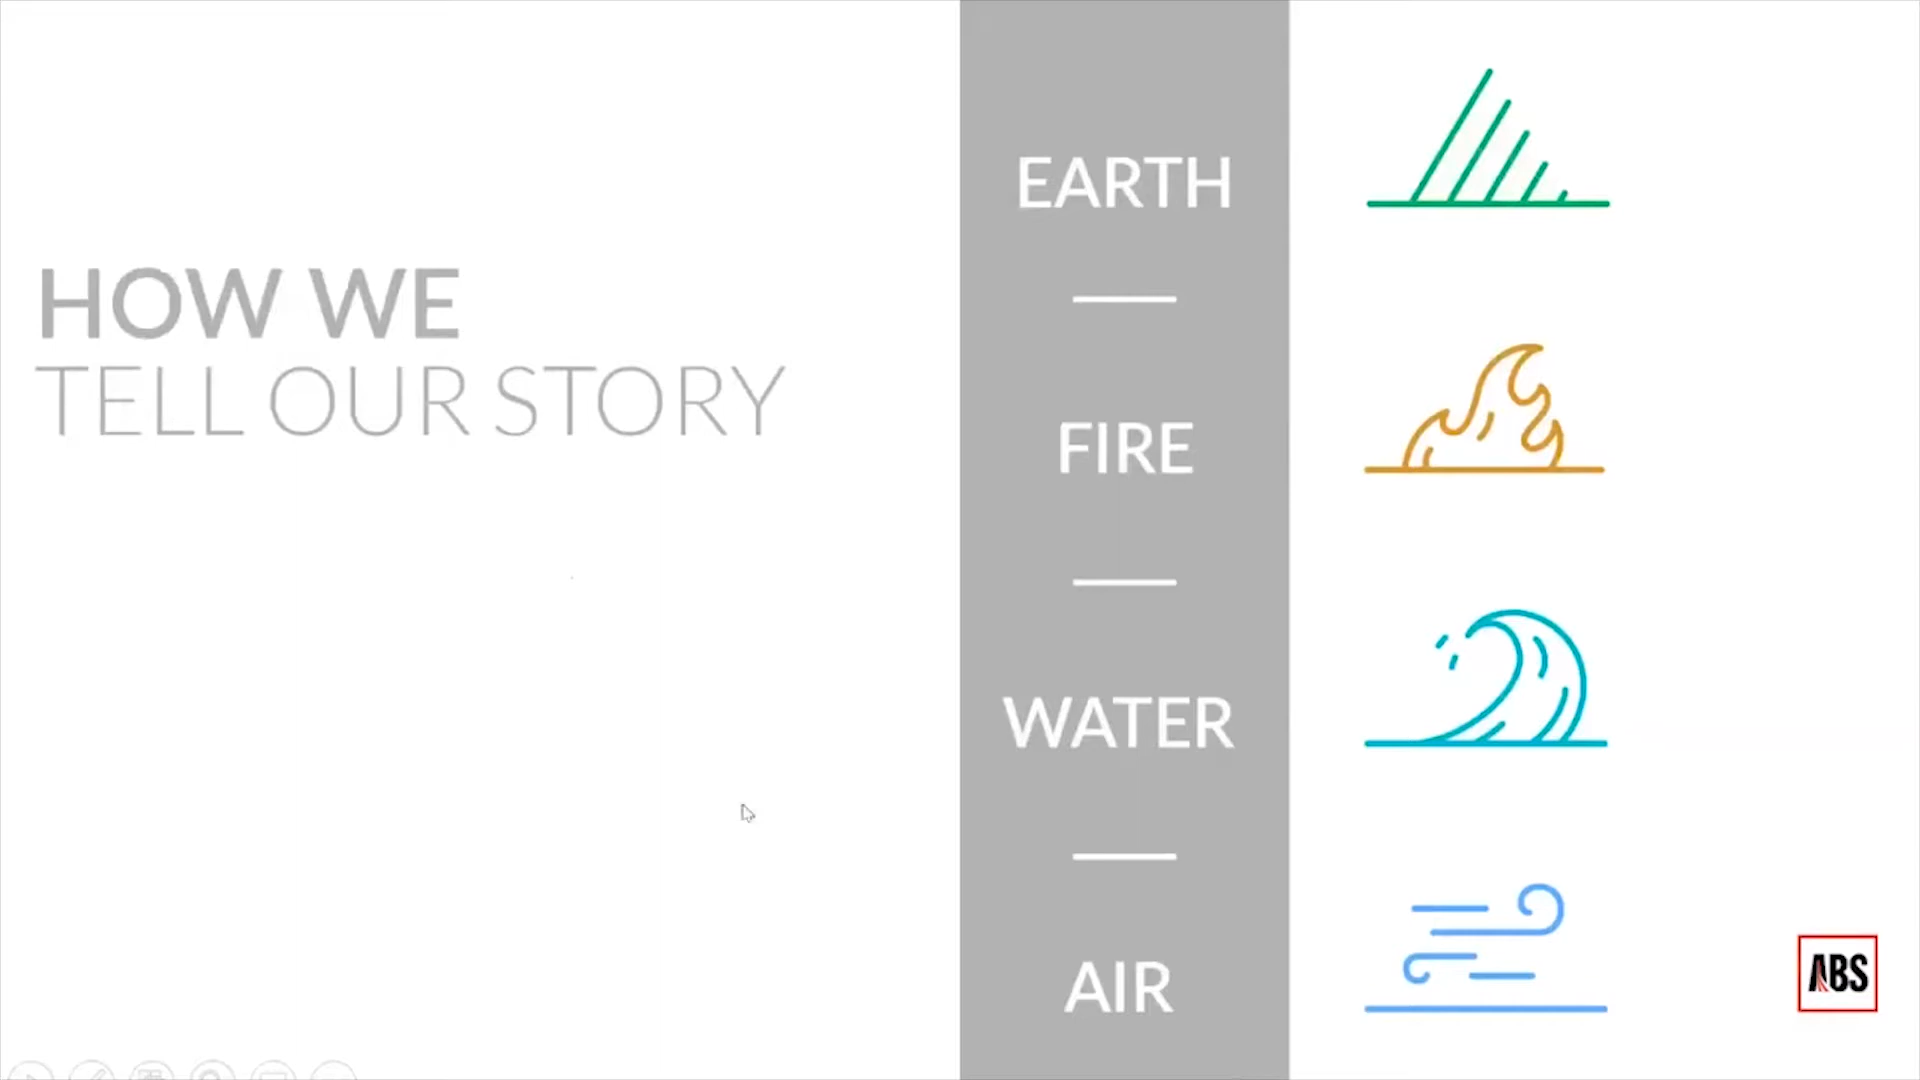 HOW WE
TELL OUR STORY
EARTH
FIRE
WATER
AIR
ABS